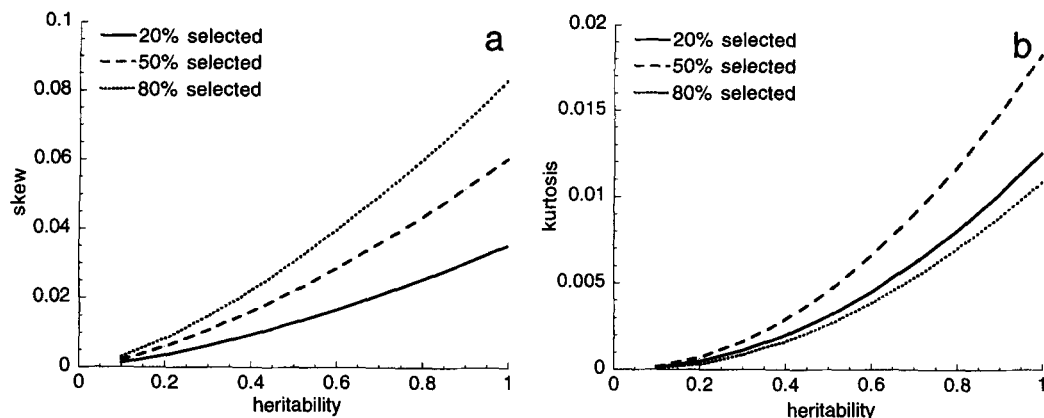 a
20% selected
50% selected
80% selected
0.1
0.08
0.06
0.04
0.02
0
skew
0 0.2 0.4 0.6 0.8 1
heritability
b
20% selected
50% selected
80% selected
0.02
0.015
0.01
0.005
0.000
kurtosis
0 0.2 0.4 0.6 0.8 1
heritability